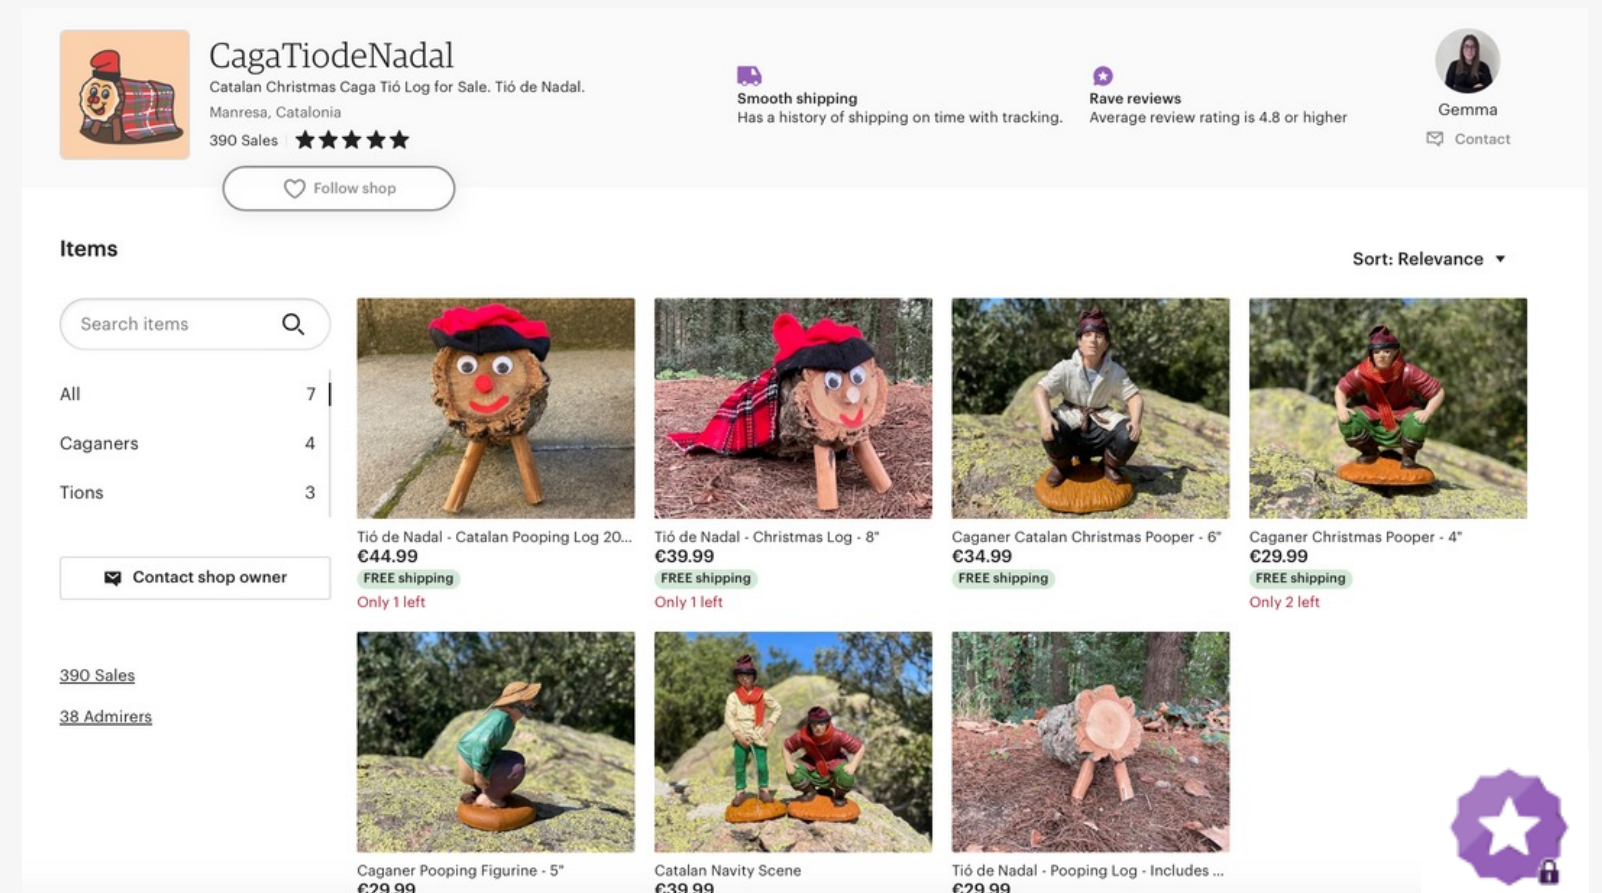 CagaTiodeNadal
Catalan Christmas Caga Tió Log for Sale. Tió de Nadal.
Manresa, Catalonia
390 Sales
Follow shop
Smooth shipping
Has a history of shipping on time with tracking.
Rave reviews
Average review rating is 4.8 or higher
Gemma
Contact
Items
Sort: Relevance
Search items
All 7
Caganers 4
Tions 3
Contact shop owner
390 Sales
38 Admirers
Tió de Nadal - Catalan Pooping Log 20...
€44.99
FREE shipping
Only 1 left
Tió de Nadal - Christmas Log - 8"
€39.99
FREE shipping
Only 1 left
Caganer Catalan Christmas Pooper - 6"
€34.99
FREE shipping
Caganer Christmas Pooper - 4"
€29.99
FREE shipping
Only 2 left
Caganer Pooping Figurine - 5"
€29.99
Catalan Navity Scene
€39.99
Tió de Nadal - Pooping Log - Includes ...
€29.99